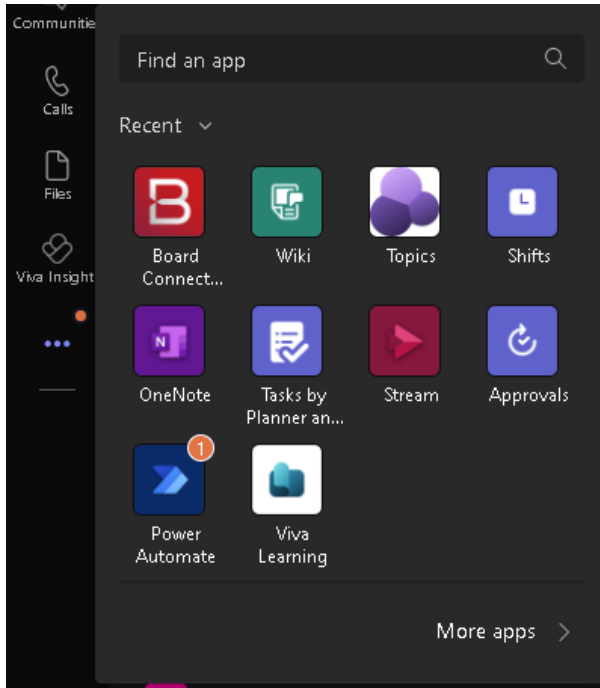 Communitie
Calls
Files
Viva Insight
Find an app
Recent
Board
Connect...
Wiki
Topics
Shifts
OneNote
Tasks by
Planner an...
Stream
Approvals
1
Power
Automate
Viva
Learning
More apps